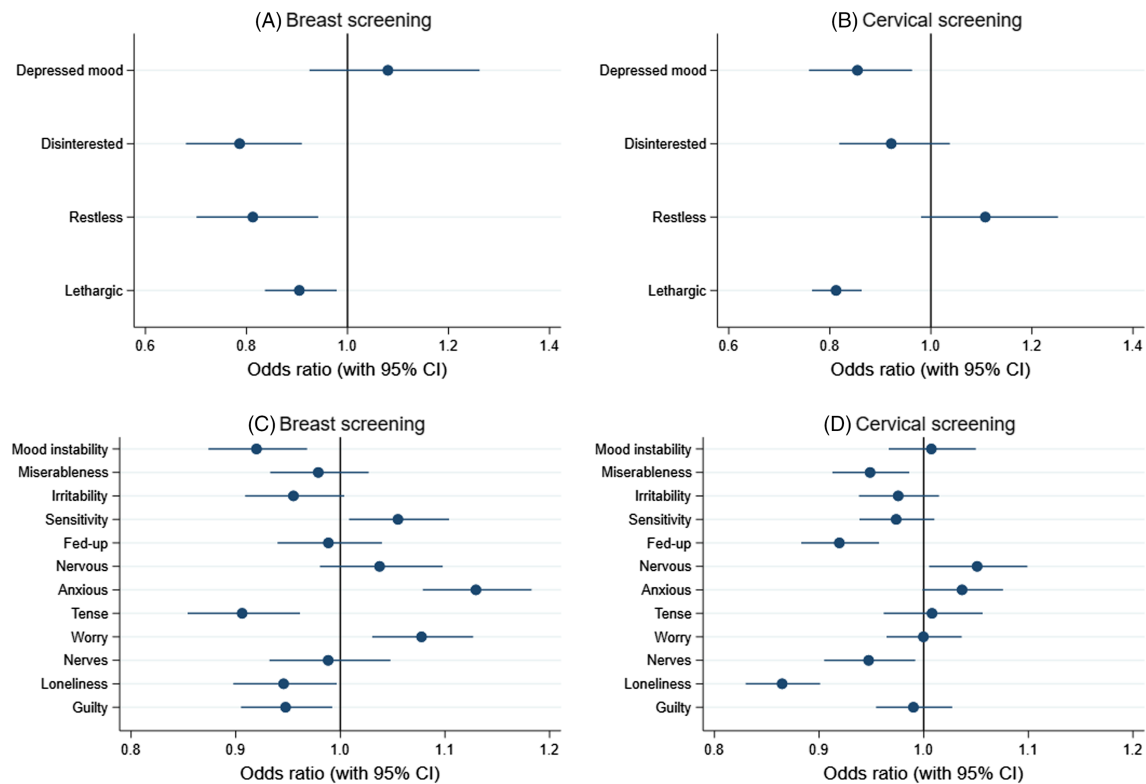 (A) Breast screening
Depressed mood
Disinterested
Restless
Lethargic
0.6 0.8 1.0 1.2 1.4
Odds ratio (with 95% CI)
(B) Cervical screening
Depressed mood
Disinterested
Restless
Lethargic
0.6 0.8 1.0 1.2 1.4
Odds ratio (with 95% CI)
(C) Breast screening
Mood instability
Miserableness
Irritability
Sensitivity
Fed-up
Nervous
Anxious
Tense
Worry
Nerves
Loneliness
Guilty
0.8 0.9 1.0 1.1 1.2
Odds ratio (with 95% CI)
(D) Cervical screening
Mood instability
Miserableness
Irritability
Sensitivity
Fed-up
Nervous
Anxious
Tense
Worry
Nerves
Loneliness
Guilty
0.8 0.9 1.0 1.1 1.2
Odds ratio (with 95% CI)